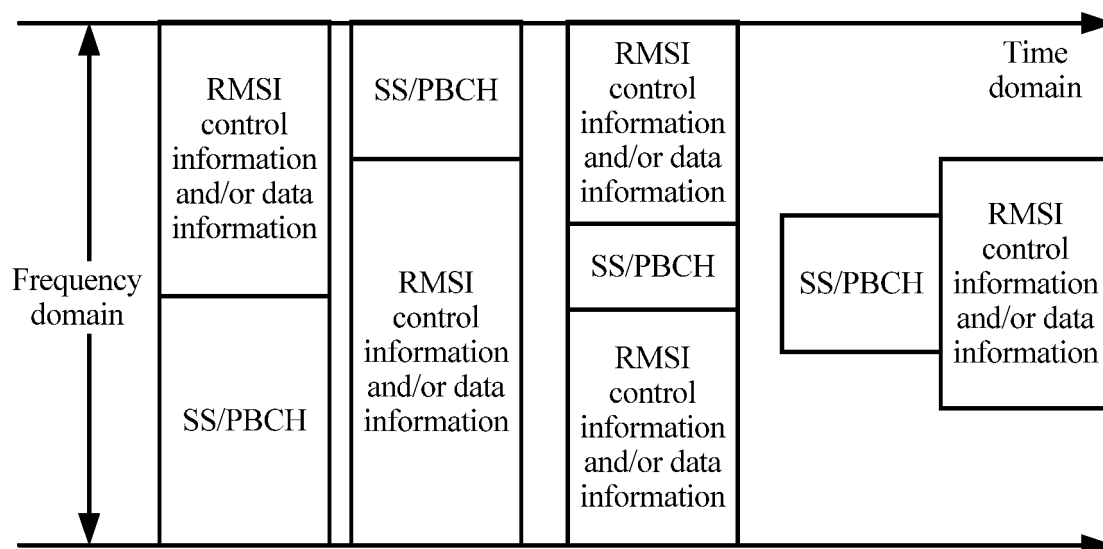 Frequency
domain
RMSI
control
information
and/or data
information
SS/PBCH
SS/PBCH
RMSI
control
information
and/or data
information
RMSI
control
information
and/or data
information
SS/PBCH
RMSI
control
information
and/or data
information
SS/PBCH
RMSI
control
information
and/or data
information
Time
domain